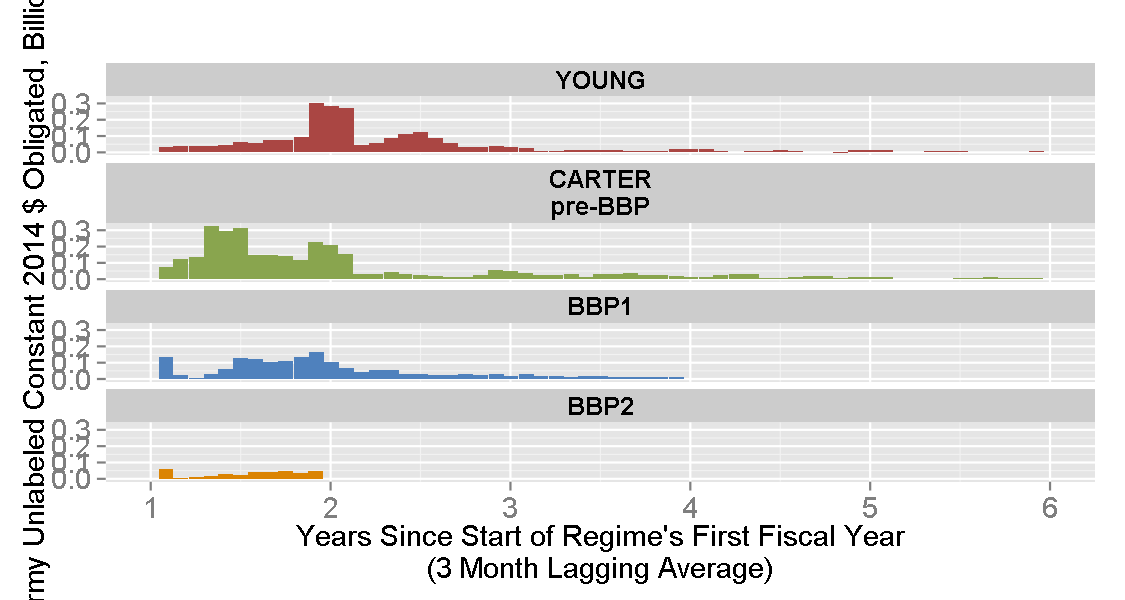 rmy Unlabeled Constant 2014 $ Obligated, Billio
YOUNG
0.3
0.2
0.1
0.0
CARTER
pre-BBP
0.3
0.2
0.1
0.0
BBP1
0.3
0.2
0.1
0.0
BBP2
0.3
0.2
0.1
0.0
1 2 3 4 5 6
Years Since Start of Regime's First Fiscal Year
(3 Month Lagging Average)